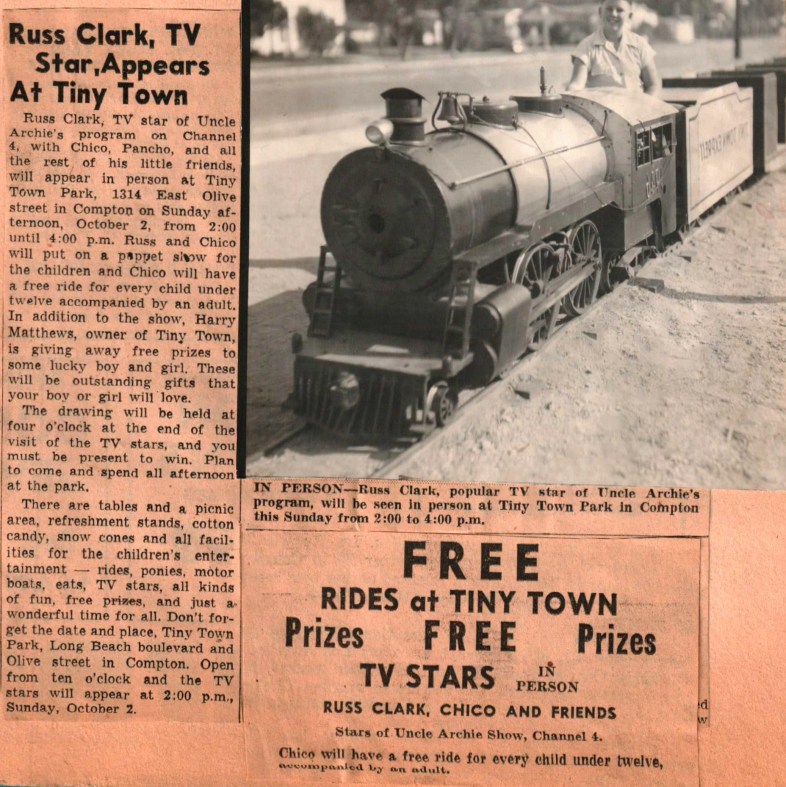 Russ Clark, TV
Star, Appears
At Tiny Town
Russ Clark, TV star of Uncle
Archie's program on Channel
4, with Chico, Pancho, and all
the rest of his little friends,
will appear in person at Tiny
Town Park, 1314 East Olive
street in Compton on Sunday af-
ternoon, October 2, from 2:00
until 4:00 p.m. Russ and Chico
will put on a puppet show for
the children and Chico will have
a free ride for every child under
twelve accompanied by an adult.
In addition to the show, Harry
Matthews, owner of Tiny Town,
is giving away free prizes to
some lucky boy and girl. These
will be outstanding gifts that
your boy or girl will love.
The drawing will be held at
four o'clock at the end of the
visit of the TV stars, and you
must be present to win. Plan
to come and spend all afternoon
at the park.
There are tables and a picnic
area, refreshment stands, cotton
candy, snow cones and all facil-
ities for the children's enter-
tainment — rides, ponies, motor
boats, eats, TV stars, all kinds
of fun, free prizes, and just a
wonderful time for all. Don't for-
get the date and place, Tiny Town
Park, Long Beach boulevard and
Olive street in Compton. Open
from ten o'clock and the TV
stars will appear at 2:00 p.m.,
Sunday, October 2.
IN PERSON—Russ Clark, popular TV star of Uncle Archie's
program, will be seen in person at Tiny Town Park in Compton
this Sunday from 2:00 to 4:00 p.m.
FREE
RIDES at TINY TOWN
Prizes FREE Prizes
TV STARS IN PERSON
RUSS CLARK, CHICO AND FRIENDS
Stars of Uncle Archie Show, Channel 4.
Chico will have a free ride for every child under twelve,
accompanied by an adult.